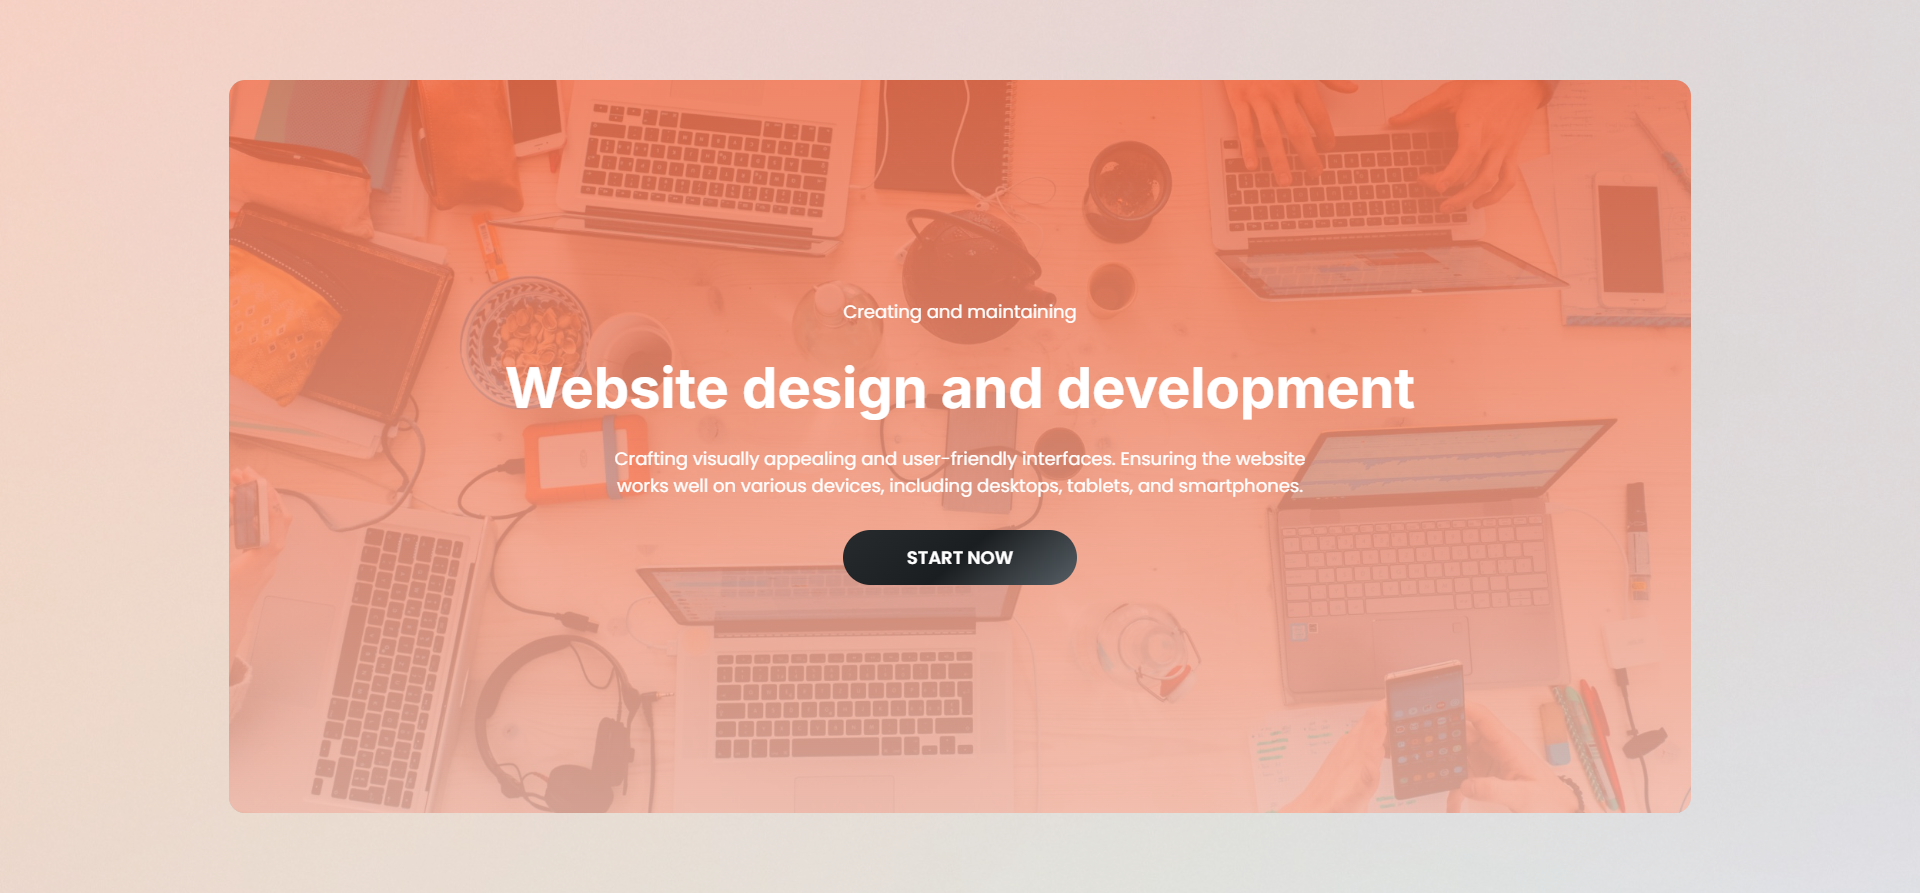 Creating and maintaining
Website design and development
Crafting visually appealing and user-friendly interfaces. Ensuring the website
works well on various devices, including desktops, tablets, and smartphones.
START NOW